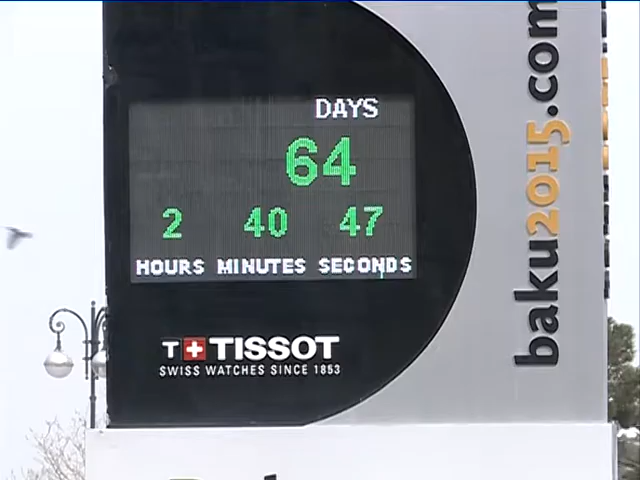 DAYS
64
2 40 47
HOURS MINUTES SECONDS
T+TISSOT
SWISS WATCHES SINCE 1853
baku2015.com